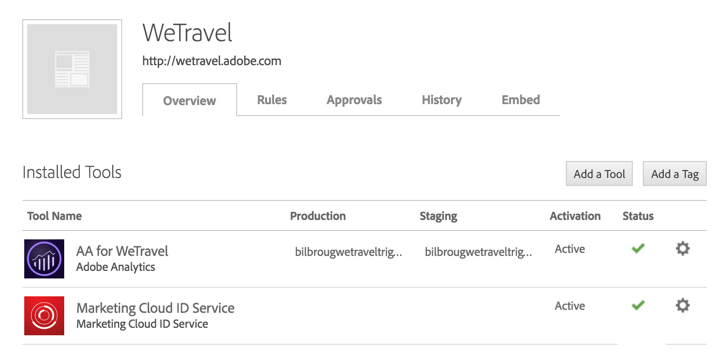 WeTravel
http://wetravel.adobe.com
Overview Rules Approvals History Embed
Installed Tools Add a Tool Add a Tag
Tool Name Production Staging Activation Status
AA for WeTravel bilbrougwetraveltrig... bilbrougwetraveltrig... Active
Adobe Analytics
Marketing Cloud ID Service Active
Marketing Cloud ID Service